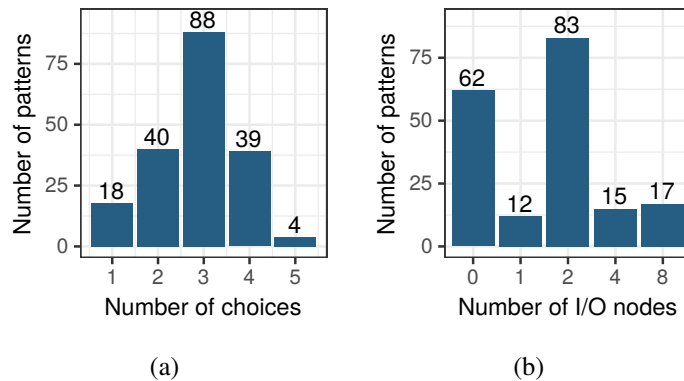 Number of patterns
75
50
25
0
18
40
88
39
4
1 2 3 4 5
Number of choices
(a)
Number of patterns
75
50
25
0
62
12
83
15
17
0 1 2 4 8
Number of I/O nodes
(b)